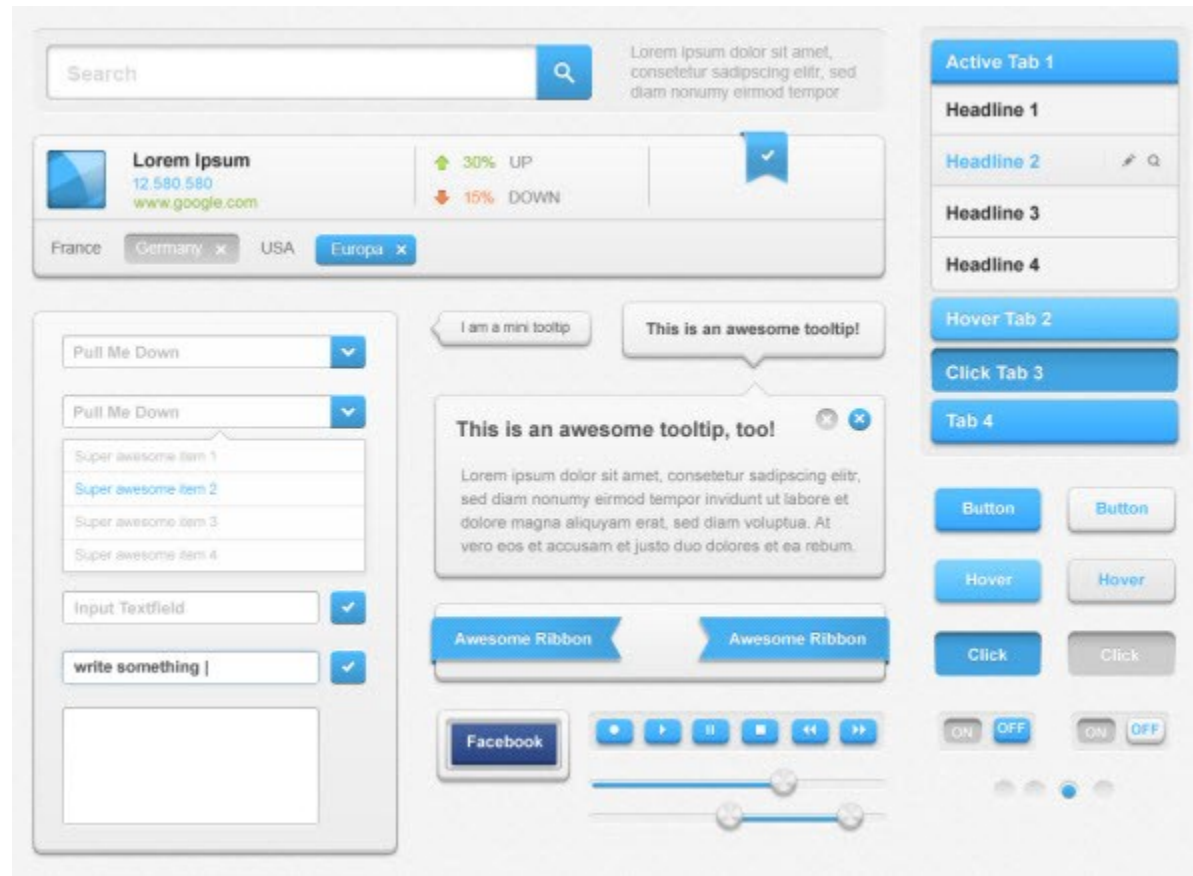 Search
Lorem ipsum dolor sit amet,
consetetur sadipscing elitr, sed
diam nonumy eirmod tempor
Lorem Ipsum
12.580.580
www.google.com
30% UP
15% DOWN
France
Germany x
USA
Europa x
Pull Me Down
Pull Me Down
Super awesome item 1
Super awesome item 2
Super awesome item 3
Super awesome item 4
Input Textfield
write something |
I am a mini tooltip
This is an awesome tooltip!
This is an awesome tooltip, too!
Lorem ipsum dolor sit amet, consetetur sadipscing elitr,
sed diam nonumy eirmod tempor invidunt ut labore et
dolore magna aliquyam erat, sed diam voluptua. At
vero eos et accusam et justo duo dolores et ea rebum.
Awesome Ribbon
Awesome Ribbon
Facebook
Active Tab 1
Headline 1
Headline 2
Headline 3
Headline 4
Hover Tab 2
Click Tab 3
Tab 4
Button
Button
Hover
Hover
Click
Click
ON OFF
ON OFF